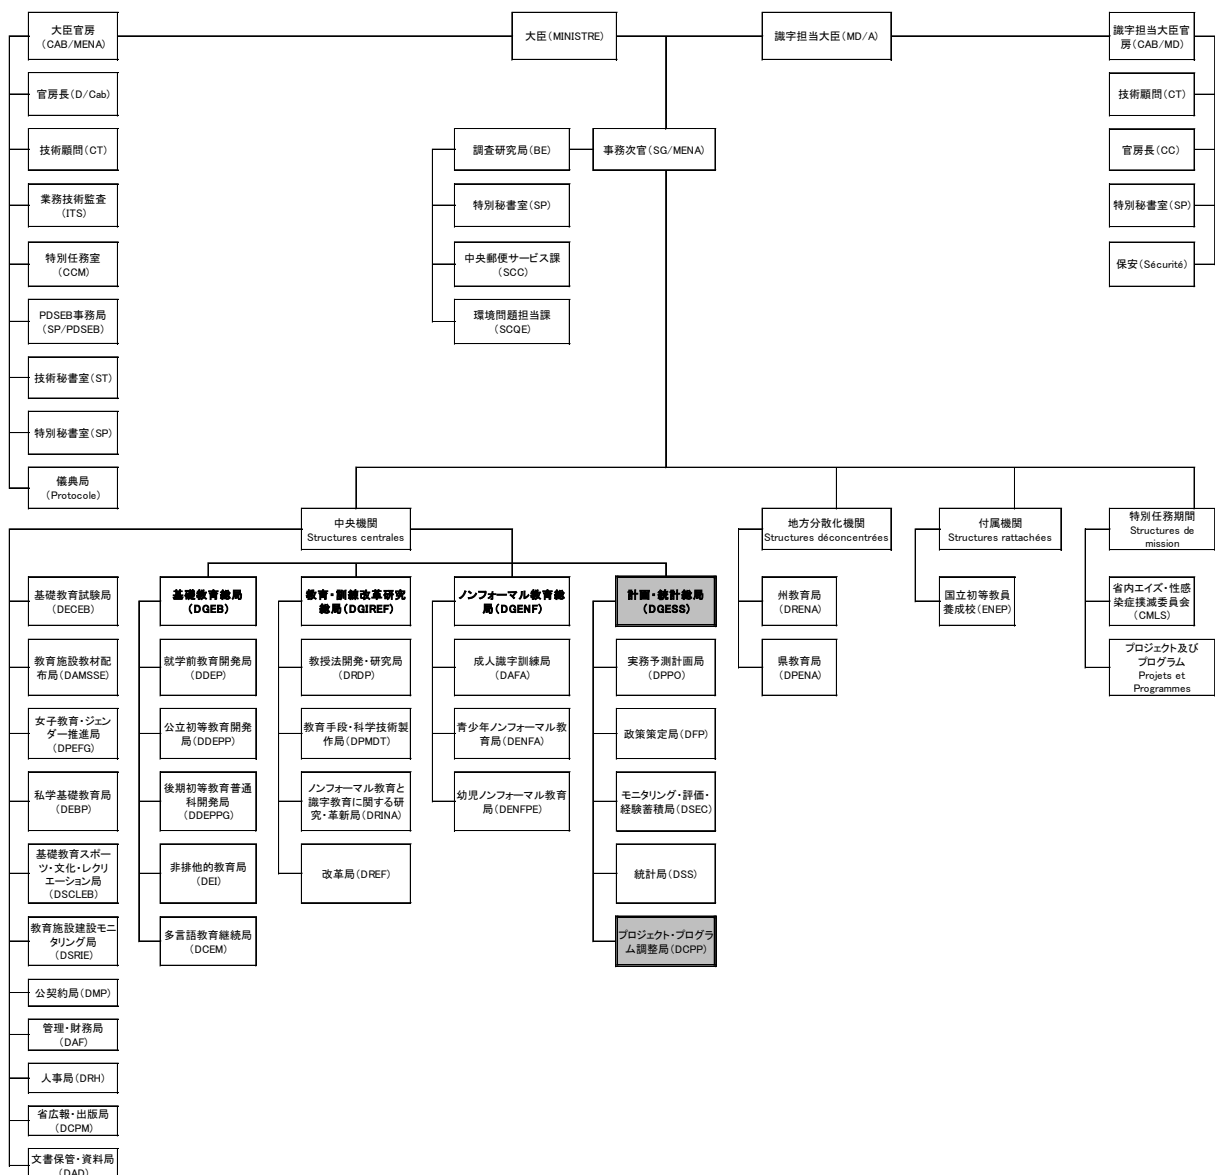 大臣官房
(CAB/MENA)
大臣(MINISTRE)
識字担当大臣(MD/A)
識字担当大臣官
房(CAB/MD)
官房長(D/Cab)
技術顧問(CT)
業務技術監査
(ITS)
特別任務室
(CCM)
PDSEB事務局
(SP/PDSEB)
技術秘書室(ST)
特別秘書室(SP)
儀典局
(Protocole)
調査研究局(BE)
事務次官(SG/MENA)
特別秘書室(SP)
中央郵便サービス課
(SCC)
環境問題担当課
(SCQE)
技術顧問(CT)
官房長(CC)
特別秘書室(SP)
保安(Sécurité)
中央機関
Structures centrales
地方分散化機関
Structures déconcentrées
付属機関
Structures rattachées
特別任務期間
Structures de
mission
基礎教育試験局
(DECEB)
教育施設教材配
布局(DAMSSE)
女子教育・ジェン
ダー推進局
(DPEFG)
私学基礎教育局
(DEBP)
基礎教育スポー
ツ・文化・レクリ
エーション局
(DSCLEB)
教育施設建設モニ
タリング局
(DSRIE)
公契約局(DMP)
管理・財務局
(DAF)
人事局(DRH)
省広報・出版局
(DCPM)
文書保管・資料局
(DAD)
基礎教育総局
(DGEB)
就学前教育開発局
(DDEP)
公立初等教育開発
局(DDEPP)
後期初等教育普通
科開発局
(DDEPPG)
非排他的教育局
(DEI)
多言語教育継続局
(DCEM)
教育・訓練改革研究
総局(DGIREF)
教授法開発・研究局
(DRDP)
教育手段・科学技術製
作局(DPMDT)
ノンフォーマル教育と
識字教育に関する研
究・革新局(DRINA)
改革局(DREF)
ノンフォーマル教育総
局(DGENF)
成人識字訓練局
(DAFA)
青少年ノンフォーマル教
育局(DENFA)
幼児ノンフォーマル教育
局(DENFPE)
計画・統計総局
(DGESS)
実務予測計画局
(DPPO)
政策策定局(DFP)
モニタリング・評価・
経験蓄積局(DSEC)
統計局(DSS)
プロジェクト・プログラ
ム調整局(DCPP)
州教育局
(DRENA)
県教育局
(DPENA)
国立初等教員
養成校(ENEP)
省内エイズ・性感
染症撲滅委員会
(CMLS)
プロジェクト及び
プログラム
Projets et
Programmes